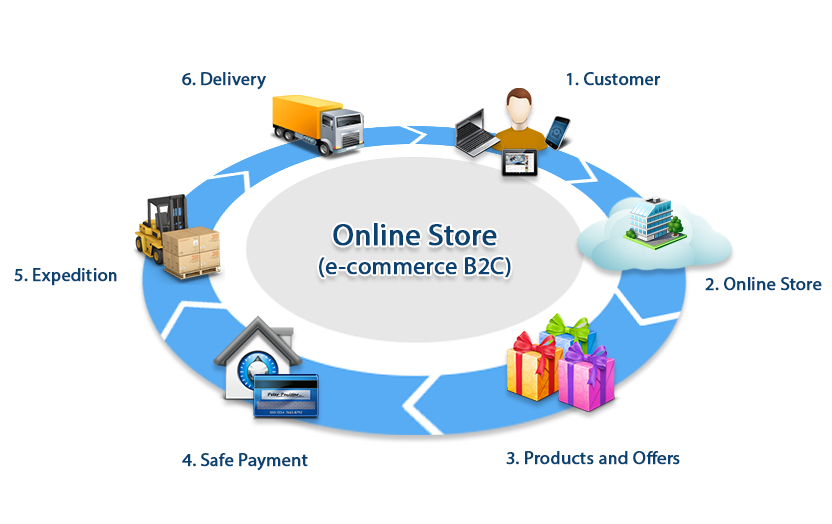 6. Delivery
1. Customer
Online Store
(e-commerce B2C)
5. Expedition
2. Online Store
4. Safe Payment
3. Products and Offers